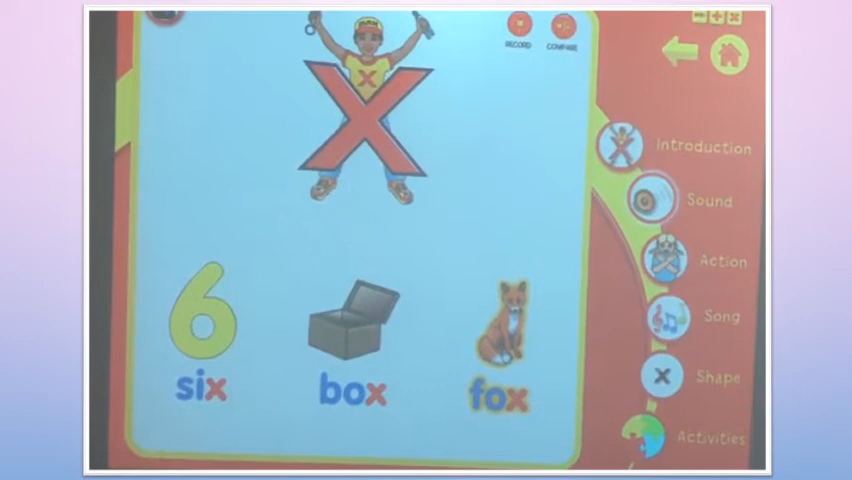 RECORD
COMPARE
X
X
Introduction
Sound
Action
Song
X
Shape
Activities
6
six
box
fox